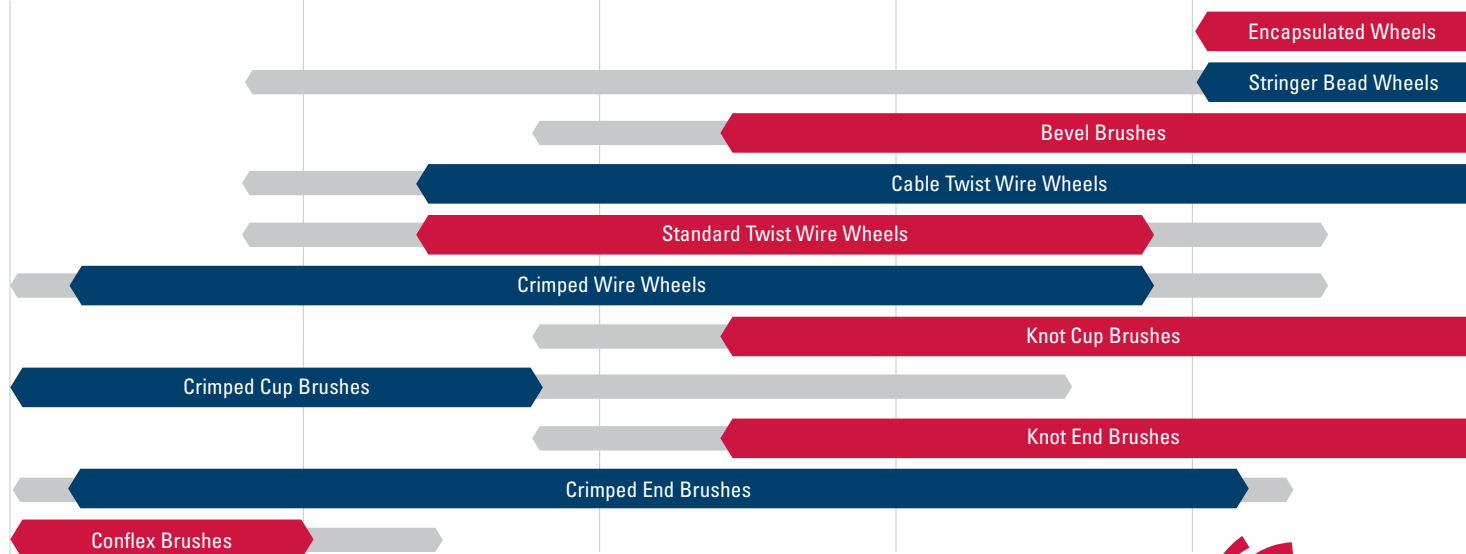 Encapsulated Wheels
Stringer Bead Wheels
Bevel Brushes
Cable Twist Wire Wheels
Standard Twist Wire Wheels
Crimped Wire Wheels
Knot Cup Brushes
Crimped Cup Brushes
Knot End Brushes
Crimped End Brushes
Conflex Brushes